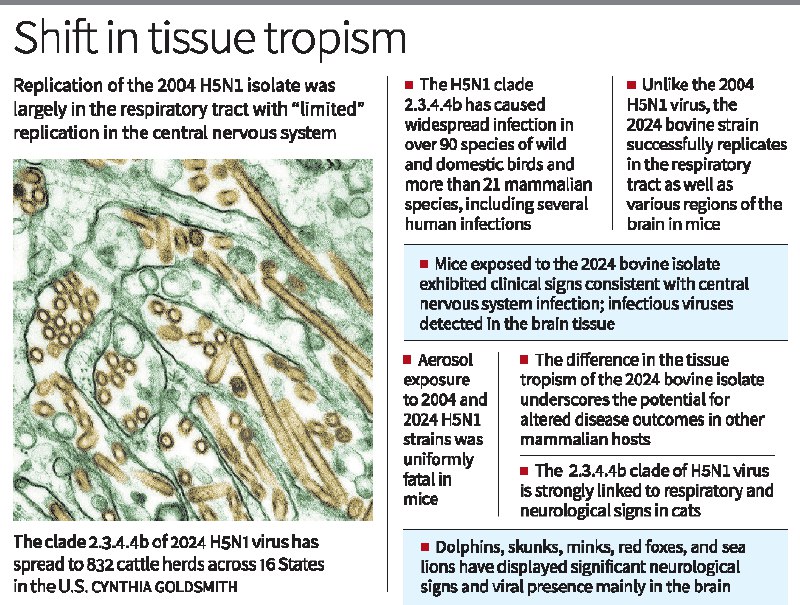 Shift in tissue tropism
Replication of the 2004 H5N1 isolate was
largely in the respiratory tract with “limited”
replication in the central nervous system
The clade 2.3.4.4b of 2024 H5N1 virus has
spread to 832 cattle herds across 16 States
in the U.S. CYNTHIA GOLDSMITH
■ The H5N1 clade
2.3.4.4b has caused
widespread infection in
over 90 species of wild
and domestic birds and
more than 21 mammalian
species, including several
human infections
■ Unlike the 2004
H5N1 virus, the
2024 bovine strain
successfully replicates
in the respiratory
tract as well as
various regions of the
brain in mice
■ Mice exposed to the 2024 bovine isolate
exhibited clinical signs consistent with central
nervous system infection; infectious viruses
detected in the brain tissue
■ Aerosol
exposure
to 2004 and
2024 H5N1
strains was
uniformly
fatal in
mice
■ The difference in the tissue
tropism of the 2024 bovine isolate
underscores the potential for
altered disease outcomes in other
mammalian hosts
■ The 2.3.4.4b clade of H5N1 virus
is strongly linked to respiratory and
neurological signs in cats
■ Dolphins, skunks, minks, red foxes, and sea
lions have displayed significant neurological
signs and viral presence mainly in the brain